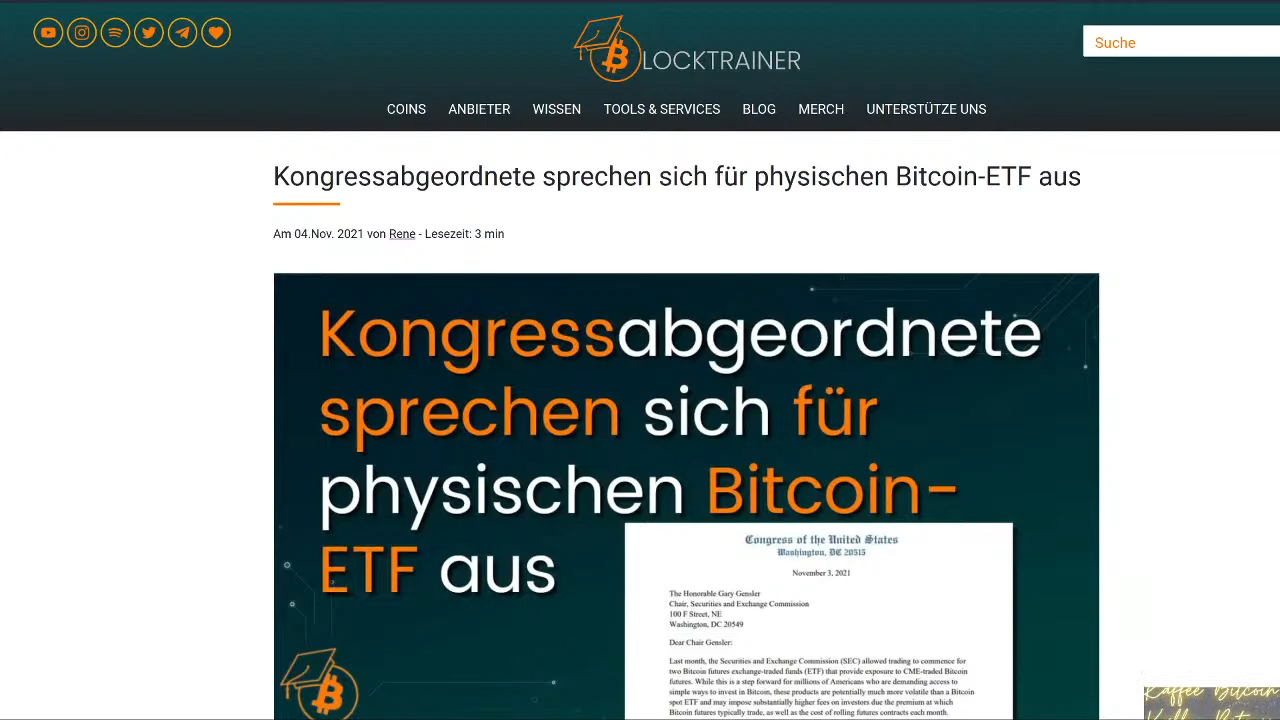 BLOCKTRAINER
Suche
COINS ANBIETER WISSEN TOOLS & SERVICES BLOG MERCH UNTERSTÜTZE UNS
Kongressabgeordnete sprechen sich für physischen Bitcoin-ETF aus
Am 04.Nov. 2021 von Rene - Lesezeit: 3 min
Kongressabgeordnete
sprechen sich für
physischen Bitcoin-
ETF aus
Congress of the United States
Washington, DC 20515
November 3, 2021
The Honorable Gary Gensler
Chair, Securities and Exchange Commission
100 F Street, NE
Washington, DC 20549
Dear Chair Gensler:
Last month, the Securities and Exchange Commission (SEC) allowed trading to commence for
two Bitcoin futures exchange-traded funds (ETF) that provide exposure to CME-traded Bitcoin
futures. While this is a step forward for millions of Americans who are demanding access to
simple ways to invest in Bitcoin, these products are potentially much more volatile than a Bitcoin
spot ETF and may impose substantially higher fees on investors due the premium at which
Bitcoin futures typically trade, as well as the cost of rolling futures contracts each month.
Kaffee Bitcoin